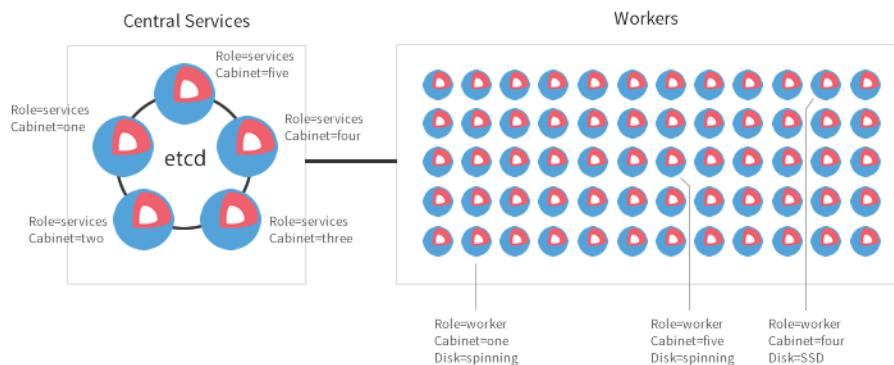 Central Services
Workers
Role=services
Cabinet=five
Role=services
Cabinet=one
Role=services
Cabinet=four
etcd
Role=services
Cabinet=two
Role=services
Cabinet=three
Role=worker
Cabinet=one
Disk=spinning
Role=worker
Cabinet=five
Disk=spinning
Role=worker
Cabinet=four
Disk=SSD